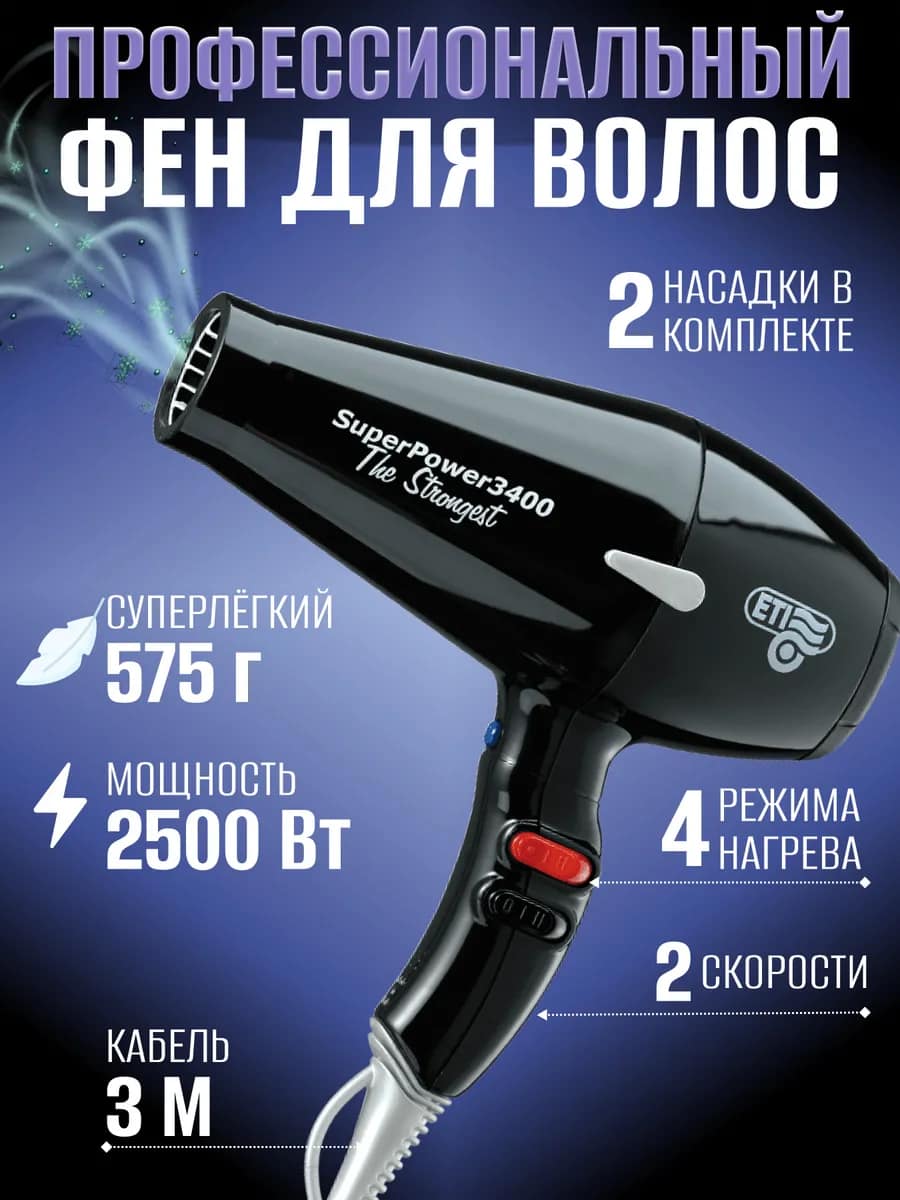 ПРОФЕССИОНАЛЬНЫЙ
ФЕН ДЛЯ ВОЛОС
2 НАСАДКИ В
КОМПЛЕКТЕ
SuperPower3400
The Strongest
ETI
СУПЕРЛЁГКИЙ
575 г
МОЩНОСТЬ
2500 Вт
4 РЕЖИМА
НАГРЕВА
2 СКОРОСТИ
КАБЕЛЬ
3 М